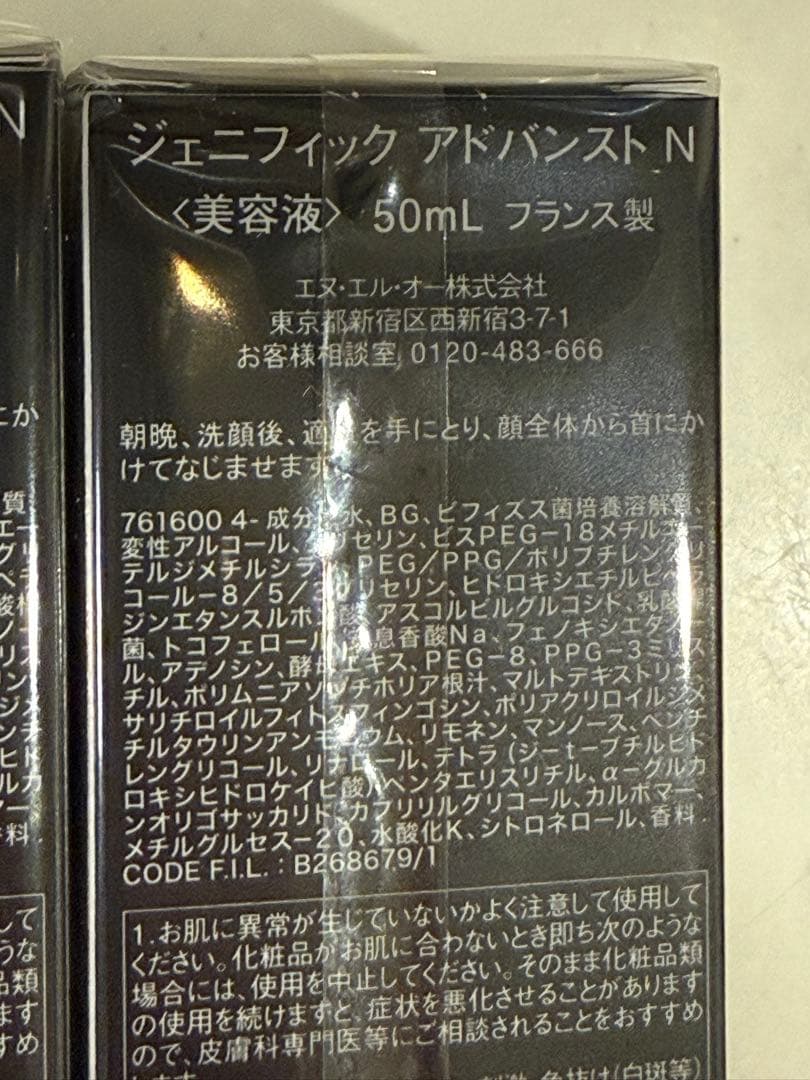 N
ジェニフィック アドバンスト N
〈美容液〉 50mL フランス製
エヌ・エル・オー株式会社
東京都新宿区西新宿3-7-1
お客様相談室 0120-483-666
朝晩、洗顔後、適 を手にとり、顔全体から首にか
けてなじませます
761600 4- 成分 水、BG、ビフィズス菌培養溶解質、
変性アルコール、 リセリン、ビスPEG-18メチルエー
テルジメチルシラ PEG/PPG/ポリブチレングリ
コール-8/5/3 リセリン、ヒドロキシエチルピペラ
ジンエタンスルホ 酸、アスコルビルグルコシド、乳酸桿
菌、トコフェロール 息香酸Na、フェノキシエタノー
ル、アデノシン、酵母エキス、PEG-8、PPG-3ミリス
チル、ポリムニアソンチホリア根汁、マルトデキストリン、
サリチロイルフィトスフィンゴシン、ポリアクリロイルジメ
チルタウリンアンモニウム、リモネン、マンノース、ペンチ
レングリコール、リナロール、テトラ(ジーtーブチルヒド
ロキシヒドロケイヒ酸)ペンタエリスリチル、α-グルカ
ンオリゴサッカリド、カプリリルグリコール、カルボマー、
メチルグルセス-20、水酸化K、シトロネロール、香料.
CODE F.I.L. : B268679/1
1.お肌に異常が生じていないかよく注意して使用して
ください。化粧品がお肌に合わないとき即ち次のような
場合には、使用を中止してください。そのまま化粧品類
の使用を続けますと、症状を悪化させることがあります
ので、皮膚科専門医等にご相談されることをおすすめ
します
刺激、色抜け(白斑等)